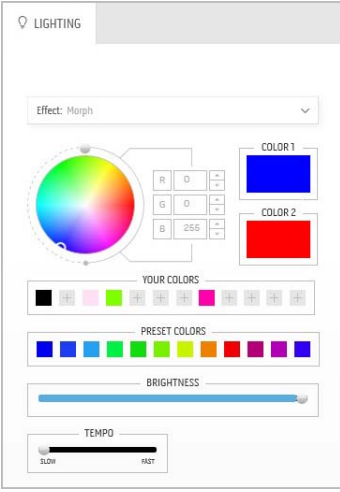 LIGHTING
Effect: Morph
COLOR 1
R 0
G 0
B 255
COLOR 2
YOUR COLORS
PRESET COLORS
BRIGHTNESS
TEMPO
SLOW FAST